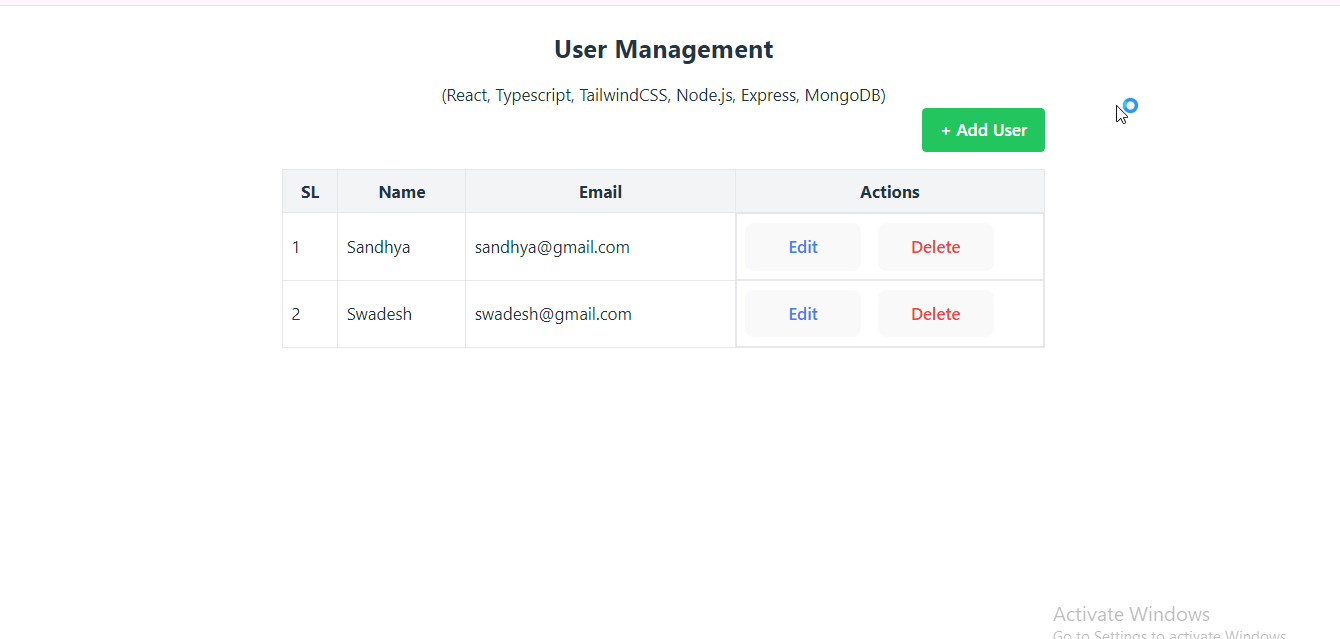 User Management
(React, Typescript, TailwindCSS, Node.js, Express, MongoDB)
+ Add User
SL Name Email Actions
1 Sandhya sandhya@gmail.com Edit Delete
2 Swadesh swadesh@gmail.com Edit Delete
Activate Windows
Go to Settings to activate Windows.